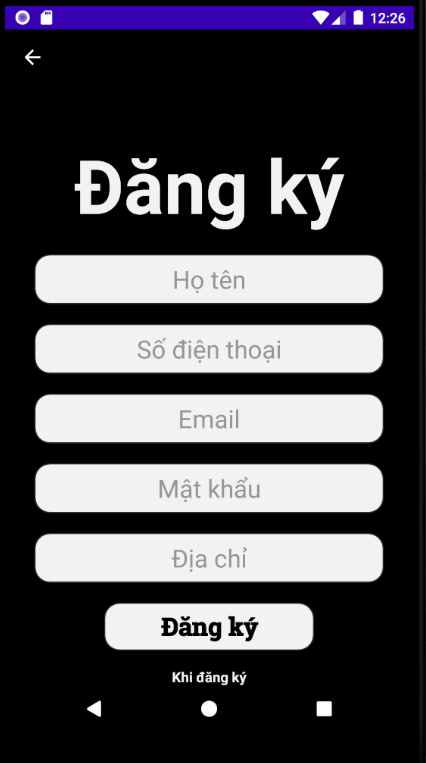 12:26
Đăng ký
Họ tên
Số điện thoại
Email
Mật khẩu
Địa chỉ
Đăng ký
Khi đăng ký